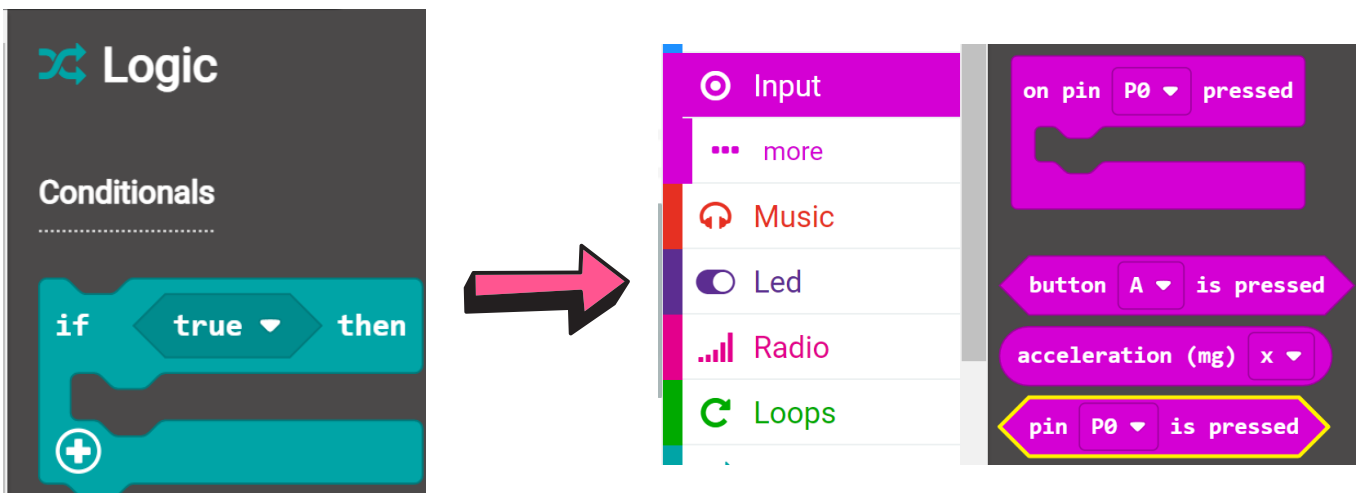 Logic
Conditionals
if true then
Input
more
Music
Led
Radio
Loops
on pin P0 pressed
button A is pressed
acceleration (mg) x
pin P0 is pressed